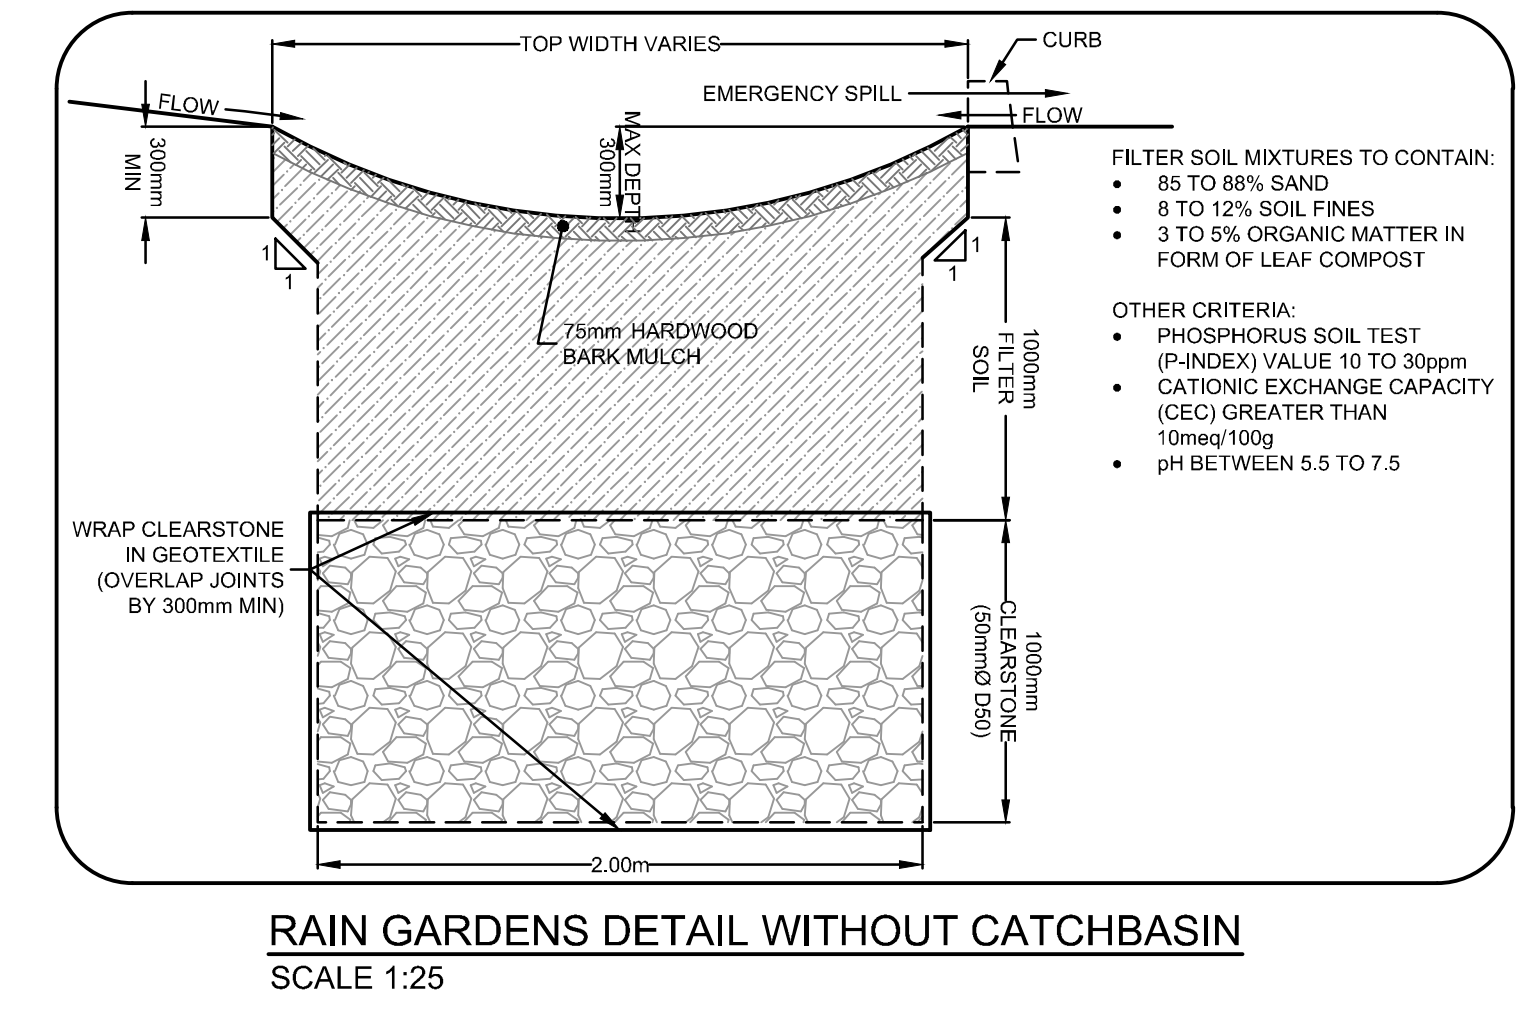 TOP WIDTH VARIES
CURB
FLOW
EMERGENCY SPILL
FLOW
300mm
MIN
MAX DEPTH
300mm
FILTER SOIL MIXTURES TO CONTAIN:
• 85 TO 88% SAND
• 8 TO 12% SOIL FINES
• 3 TO 5% ORGANIC MATTER IN
FORM OF LEAF COMPOST
1
1
1
1
OTHER CRITERIA:
• PHOSPHORUS SOIL TEST
(P-INDEX) VALUE 10 TO 30ppm
• CATIONIC EXCHANGE CAPACITY
(CEC) GREATER THAN
10meq/100g
• pH BETWEEN 5.5 TO 7.5
75mm HARDWOOD
BARK MULCH
1000mm
FILTER
SOIL
WRAP CLEARSTONE
IN GEOTEXTILE
(OVERLAP JOINTS
BY 300mm MIN)
1000mm
CLEARSTONE
(50mmØ D50)
2.00m
RAIN GARDENS DETAIL WITHOUT CATCHBASIN
SCALE 1:25